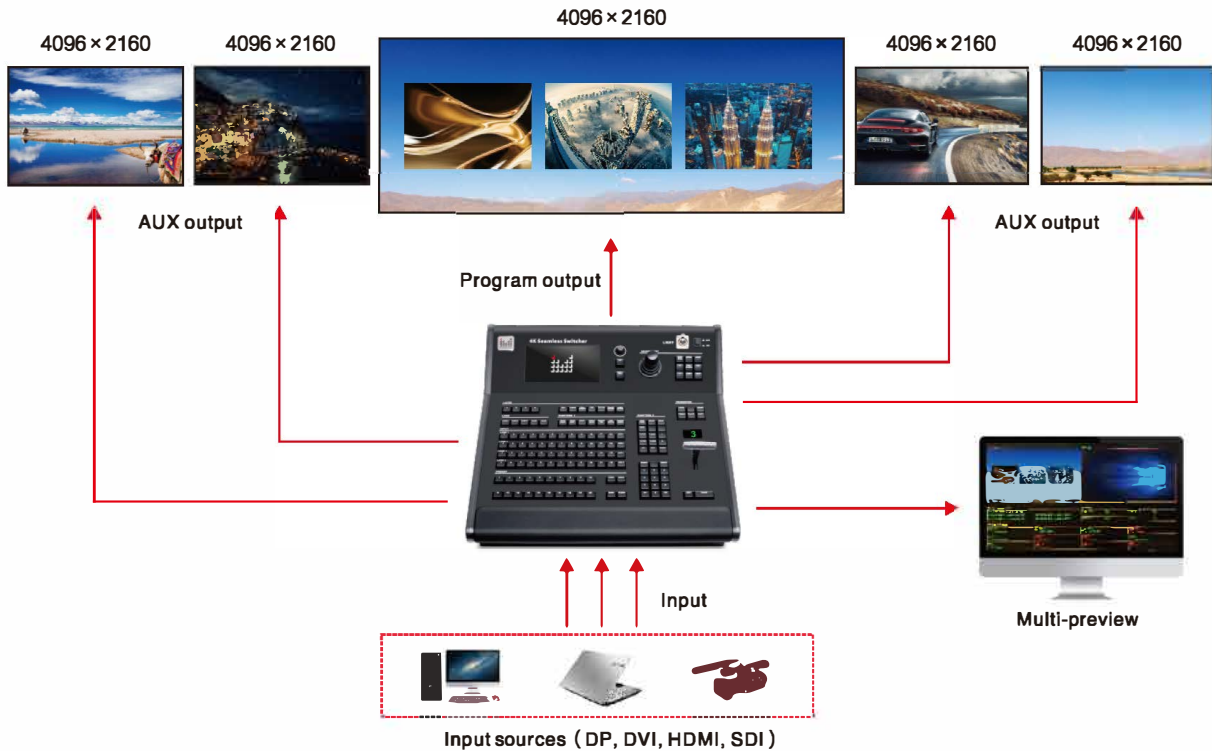 4096×2160
4096×2160
4096×2160
4096×2160
4096×2160
AUX output
AUX output
Program output
4K Seamless Switcher
3
Input
Multi-preview
Input sources ( DP, DVI, HDMI, SDI )